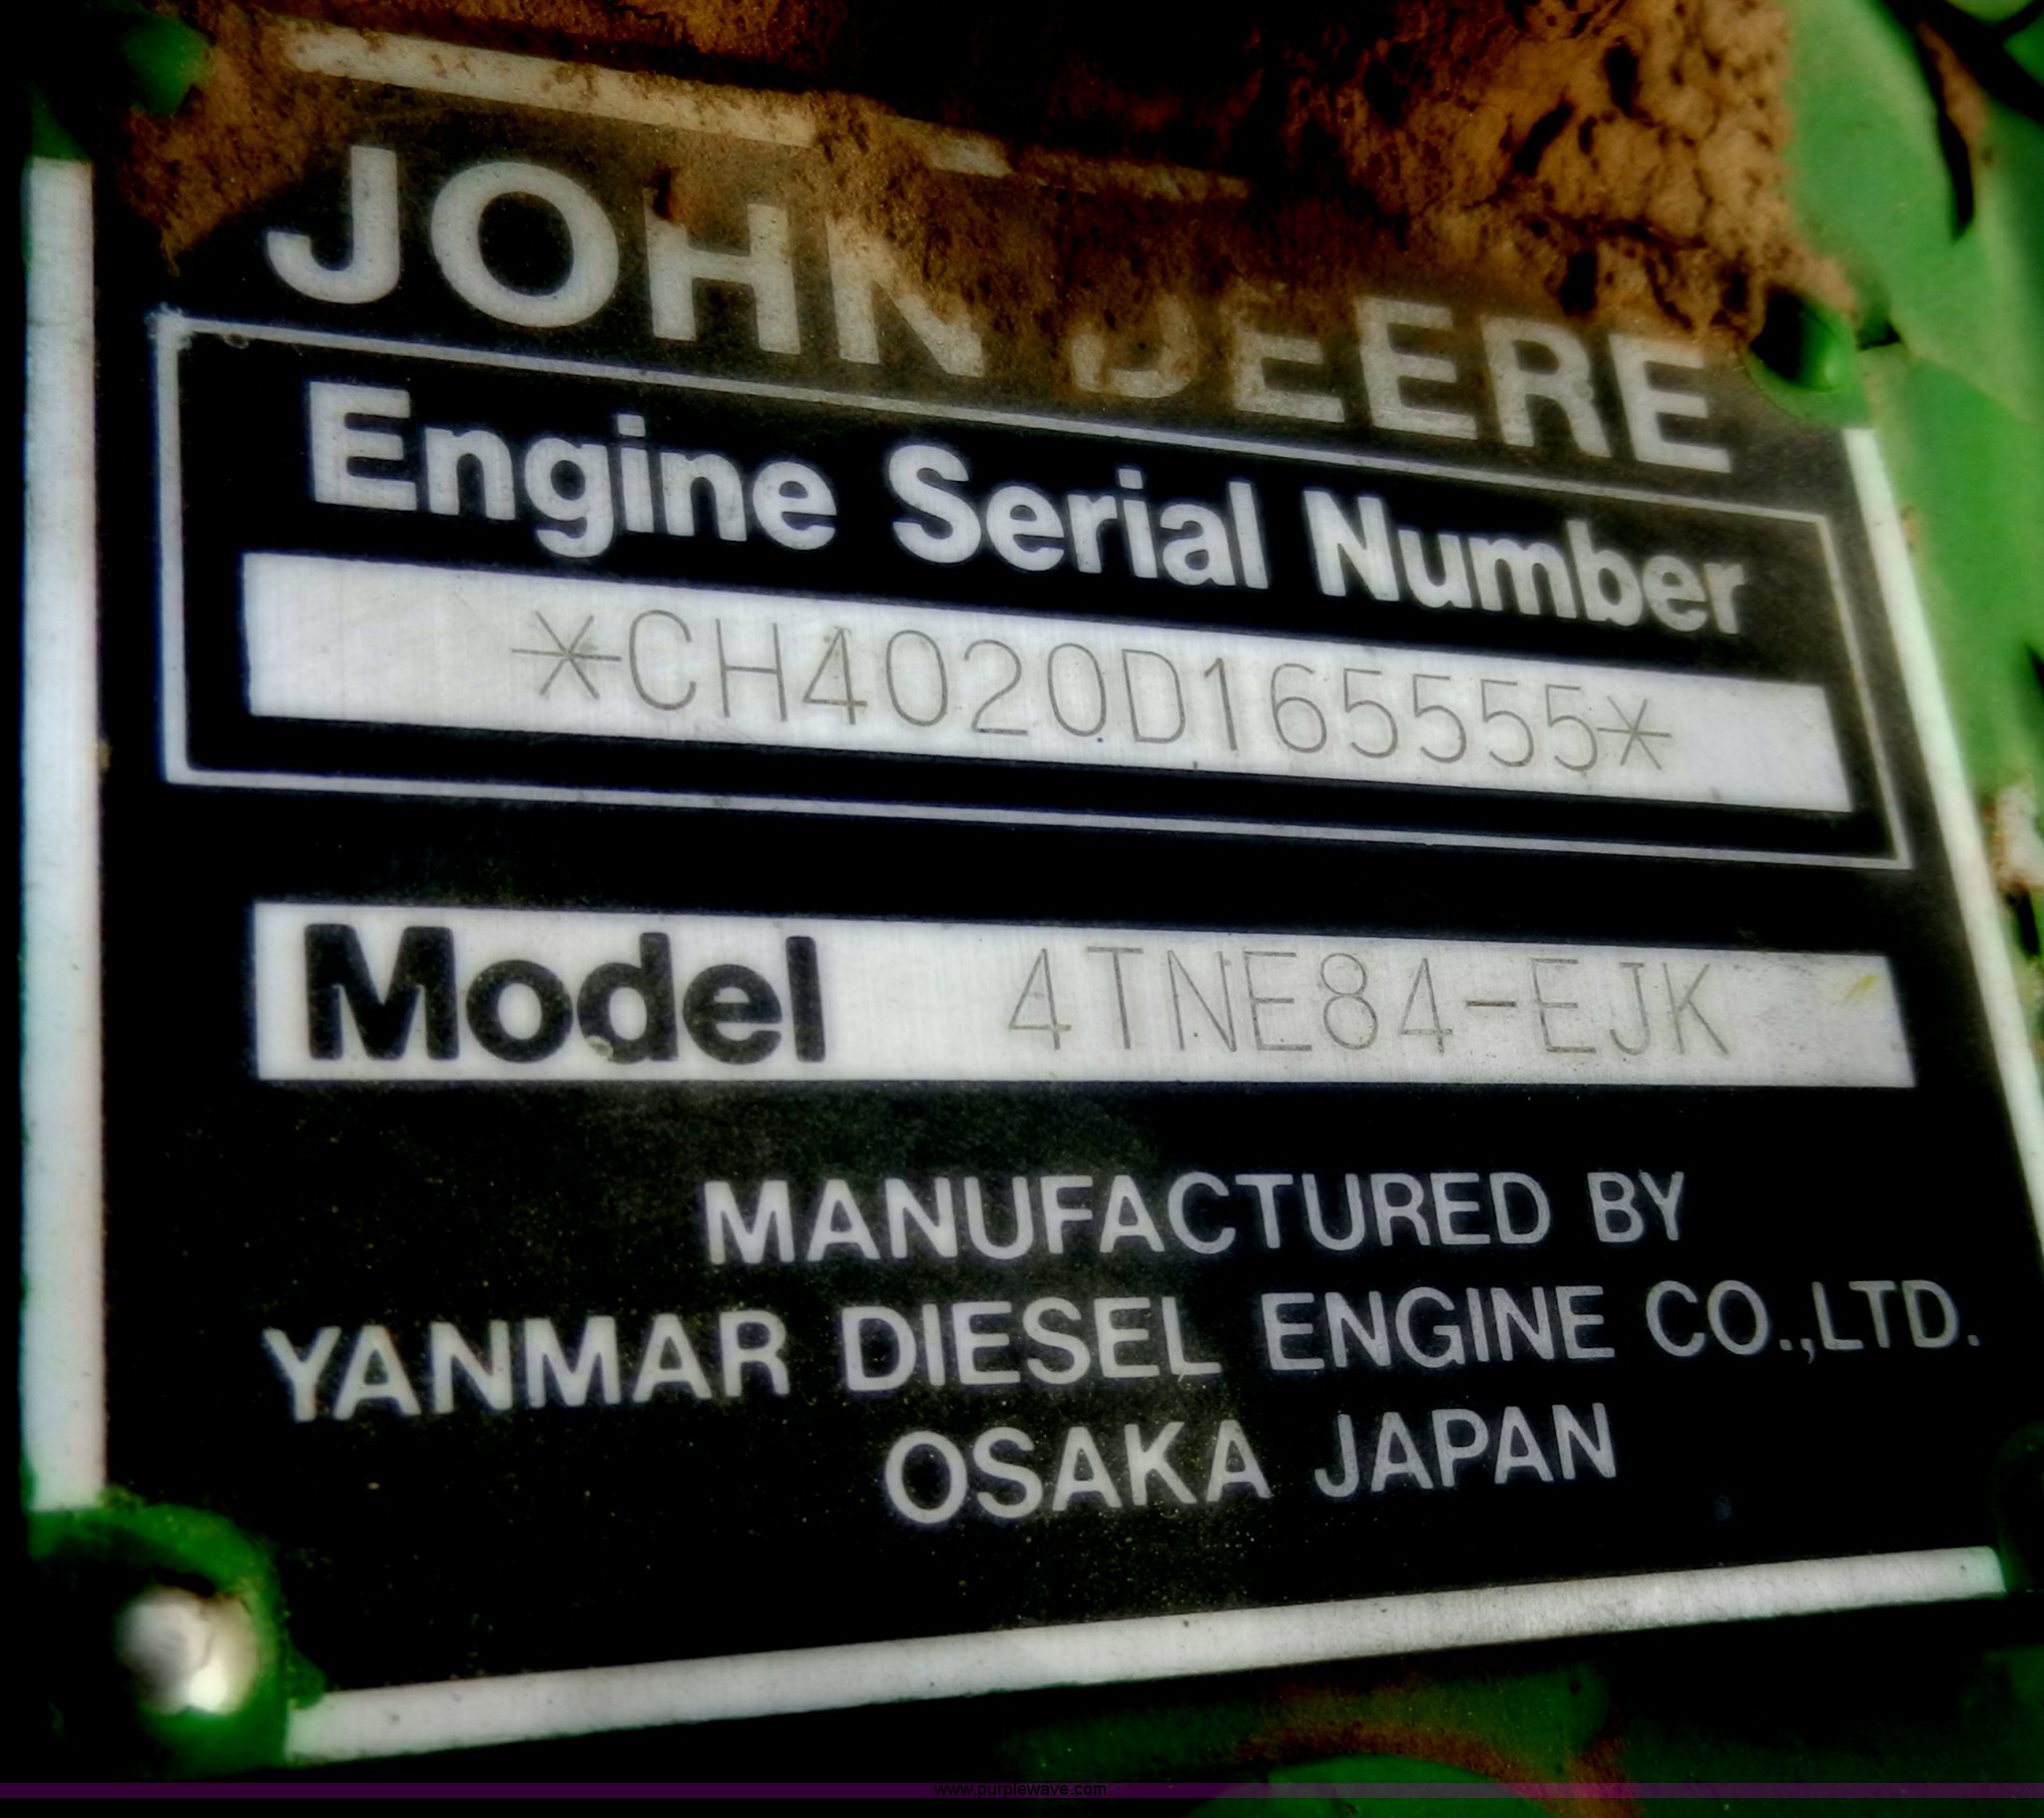 JOHN DEERE
Engine Serial Number
*CH4020D165555*
Model 4TNE84-EJK
MANUFACTURED BY
YANMAR DIESEL ENGINE CO.,LTD.
OSAKA JAPAN
www.purplewave.com